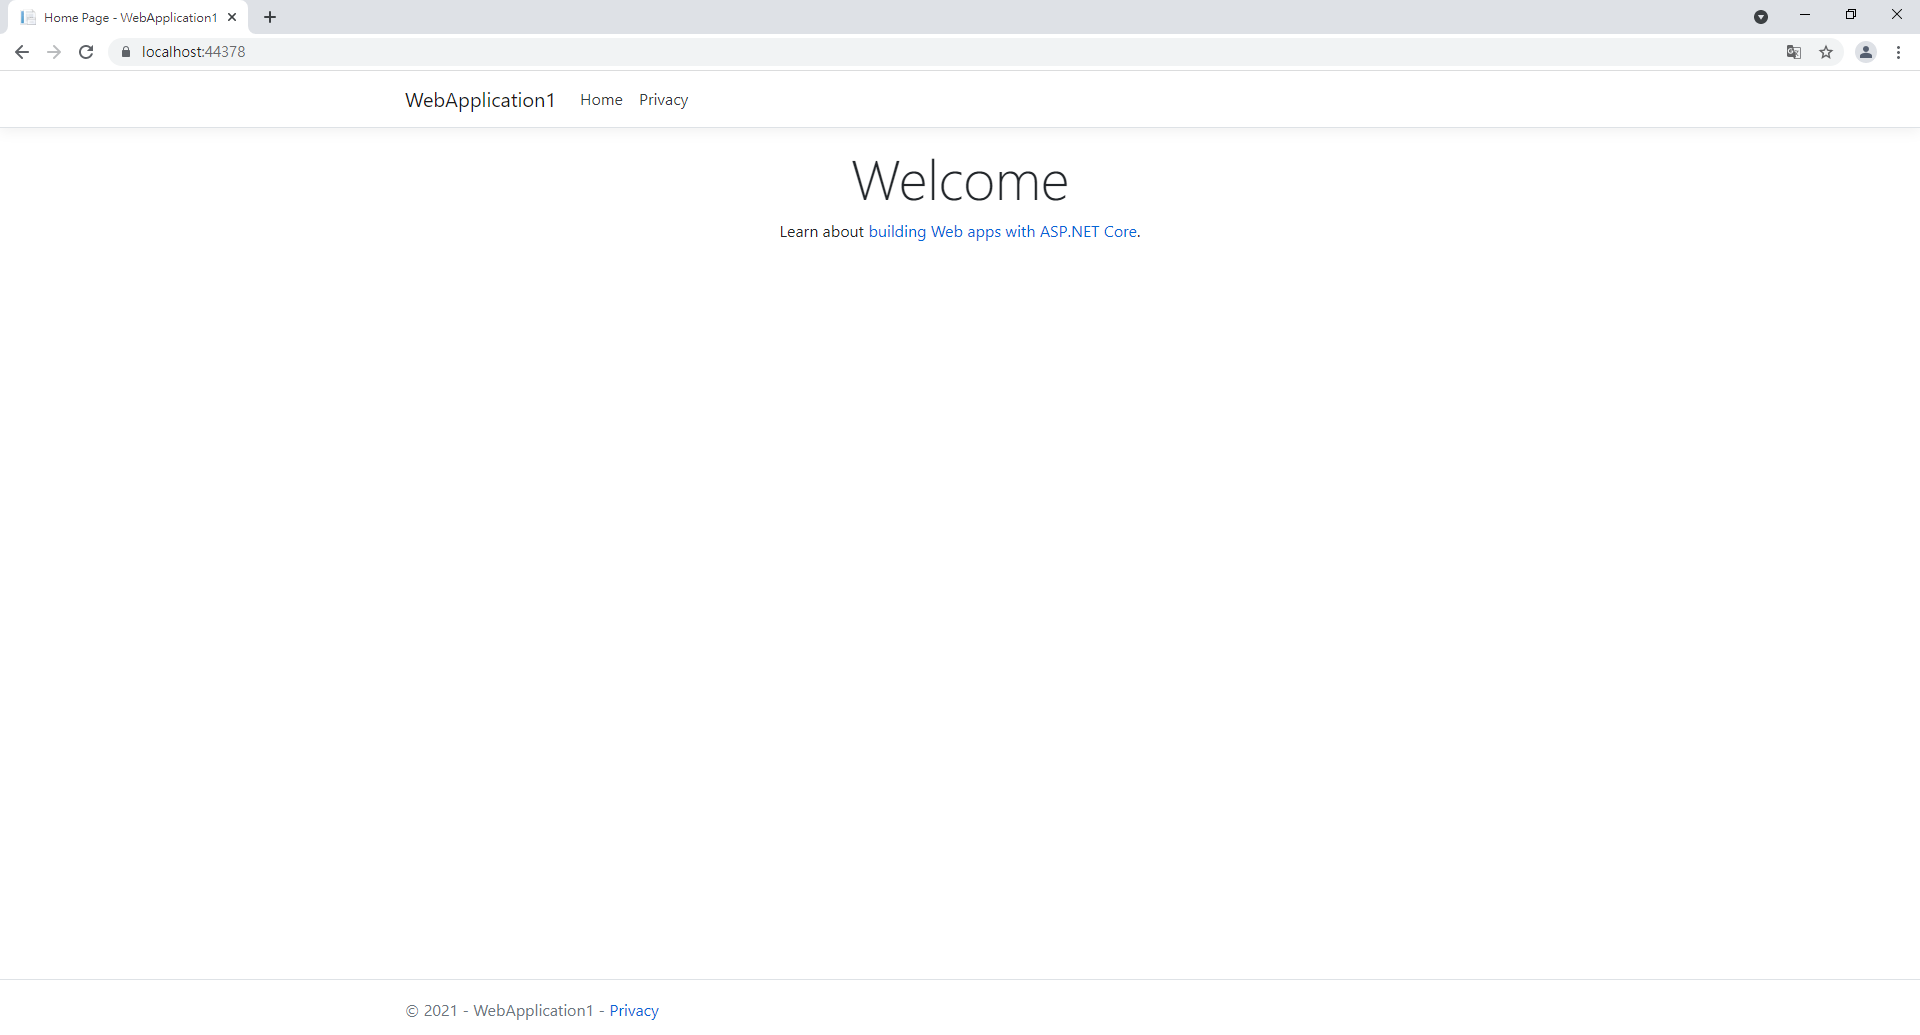 Home Page - WebApplication1
localhost:44378
WebApplication1 Home Privacy
Welcome
Learn about building Web apps with ASP.NET Core.
© 2021 - WebApplication1 - Privacy